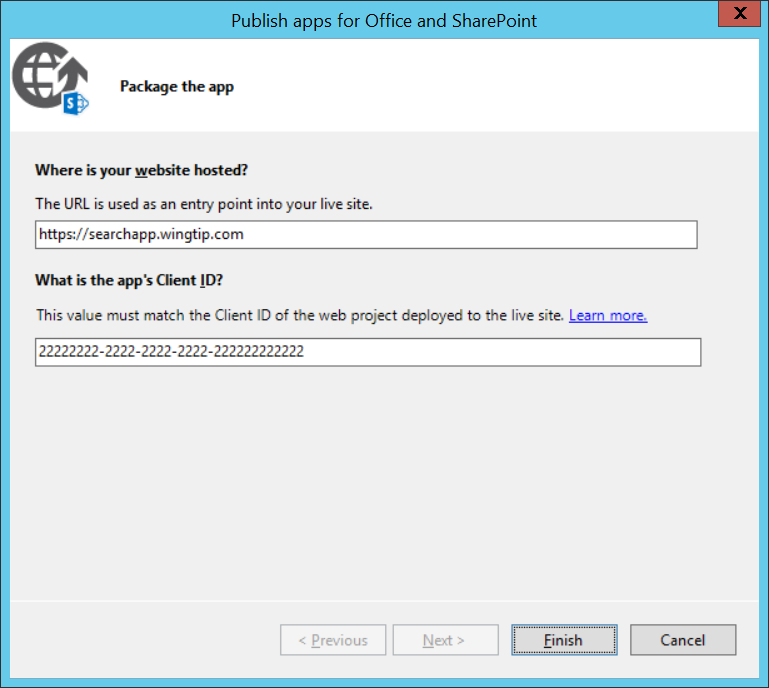 Publish apps for Office and SharePoint
X
S
Package the app
Where is your website hosted?
The URL is used as an entry point into your live site.
https://searchapp.wingtip.com
What is the app's Client ID?
This value must match the Client ID of the web project deployed to the live site. Learn more.
22222222-2222-2222-2222-222222222222
< Previous Next > Finish Cancel